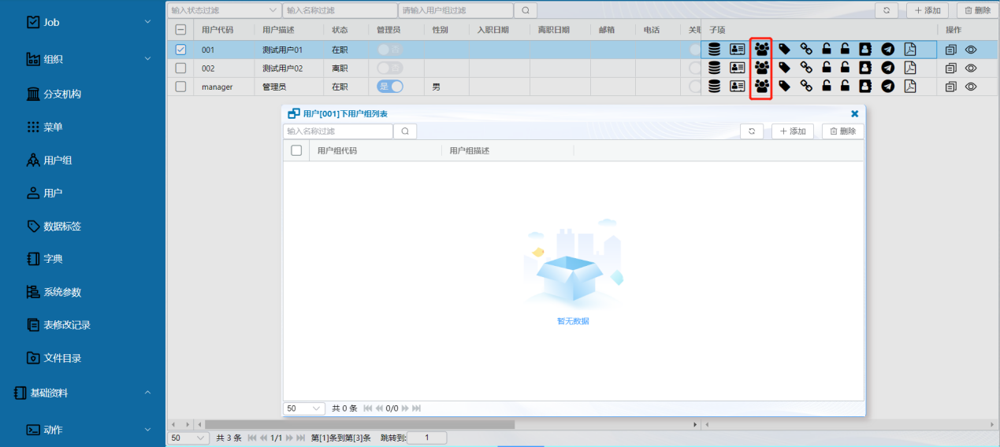 Job
组织
分支机构
菜单
用户组
用户
数据标签
字典
系统参数
表修改记录
文件目录
基础资料
动作
输入状态过滤 输入名称过滤 请输入用户组过滤 添加 删除
用户代码 用户描述 状态 管理员 性别 入职日期 离职日期 邮箱 电话 关职 子项 操作
001 测试用户01 在职 否
002 测试用户02 离职 否
manager 管理员 在职 是 男
用户[001]下用户组列表
输入名称过滤 添加 删除
用户组代码 用户组描述
暂无数据
50 共 0 条 0/0
50 共 3 条 1/1 第[1]条到第[3]条 跳转到: 1